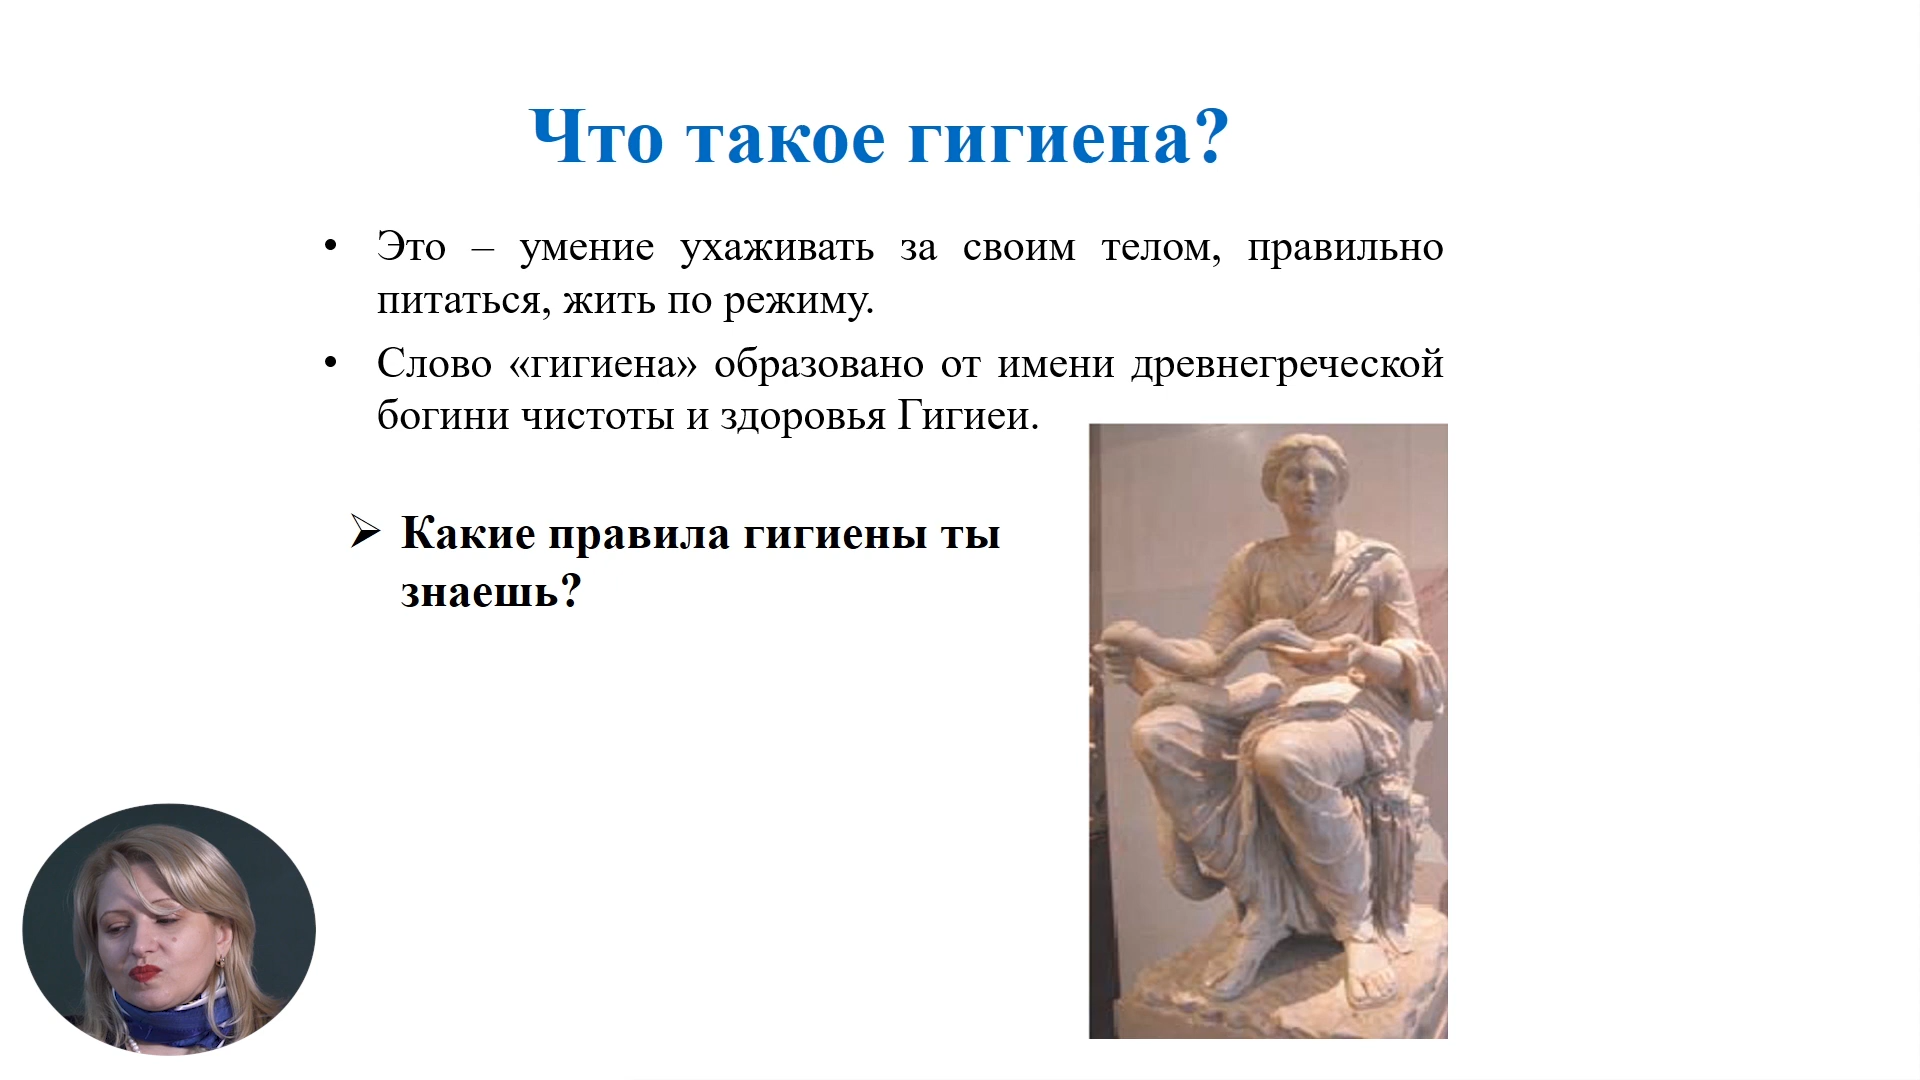 Что такое гигиена?
• Это – умение ухаживать за своим телом, правильно
питаться, жить по режиму.
• Слово «гигиена» образовано от имени древнегреческой
богини чистоты и здоровья Гигиеи.
➢ Какие правила гигиены ты
знаешь?